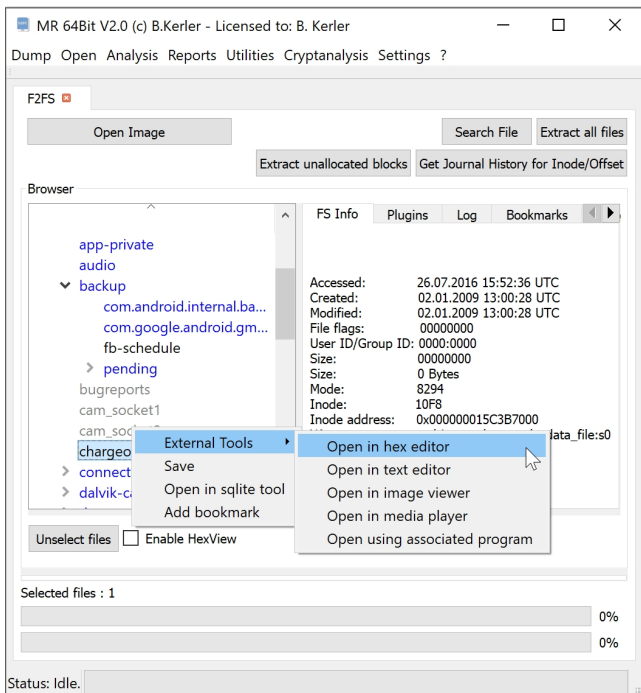 MR 64Bit V2.0 (c) B.Kerler - Licensed to: B. Kerler
Dump Open Analysis Reports Utilities Cryptanalysis Settings ?
F2FS
Open Image
Search File
Extract all files
Extract unallocated blocks
Get Journal History for Inode/Offset
Browser
app-private
audio
backup
com.android.internal.ba...
com.google.android.gm...
fb-schedule
pending
bugreports
cam_socket1
chargeo
connect
FS Info
Plugins
Log
Bookmarks
Accessed: 26.07.2016 15:52:36 UTC
Created: 02.01.2009 13:00:28 UTC
Modified: 02.01.2009 13:00:28 UTC
File flags: 00000000
User ID/Group ID: 0000:0000
Size: 00000000
Size: 0 Bytes
Mode: 8294
Inode: 10F8
Inode address: 0x000000015C3B7000
data_file:s0
External Tools
Save
Open in sqlite tool
Add bookmark
Open in hex editor
Open in text editor
Open in image viewer
Open in media player
Open using associated program
Unselect files
Enable HexView
Selected files : 1
0%
0%
Status: Idle.